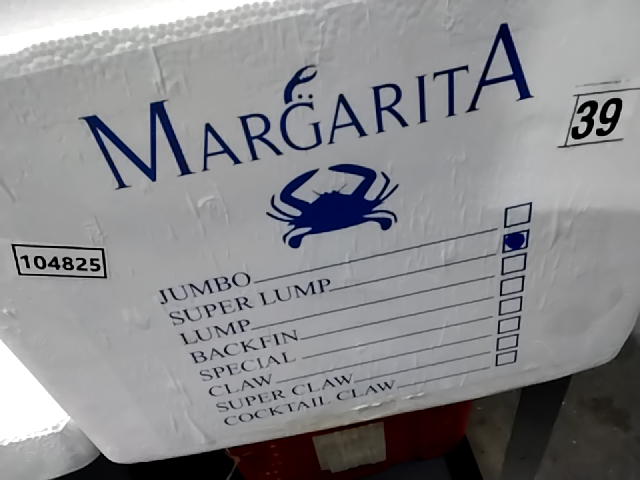 MARGARITA
39
104825
JUMBO
SUPER LUMP
LUMP
BACKFIN
SPECIAL
CLAW
SUPER CLAW
COCKTAIL CLAW